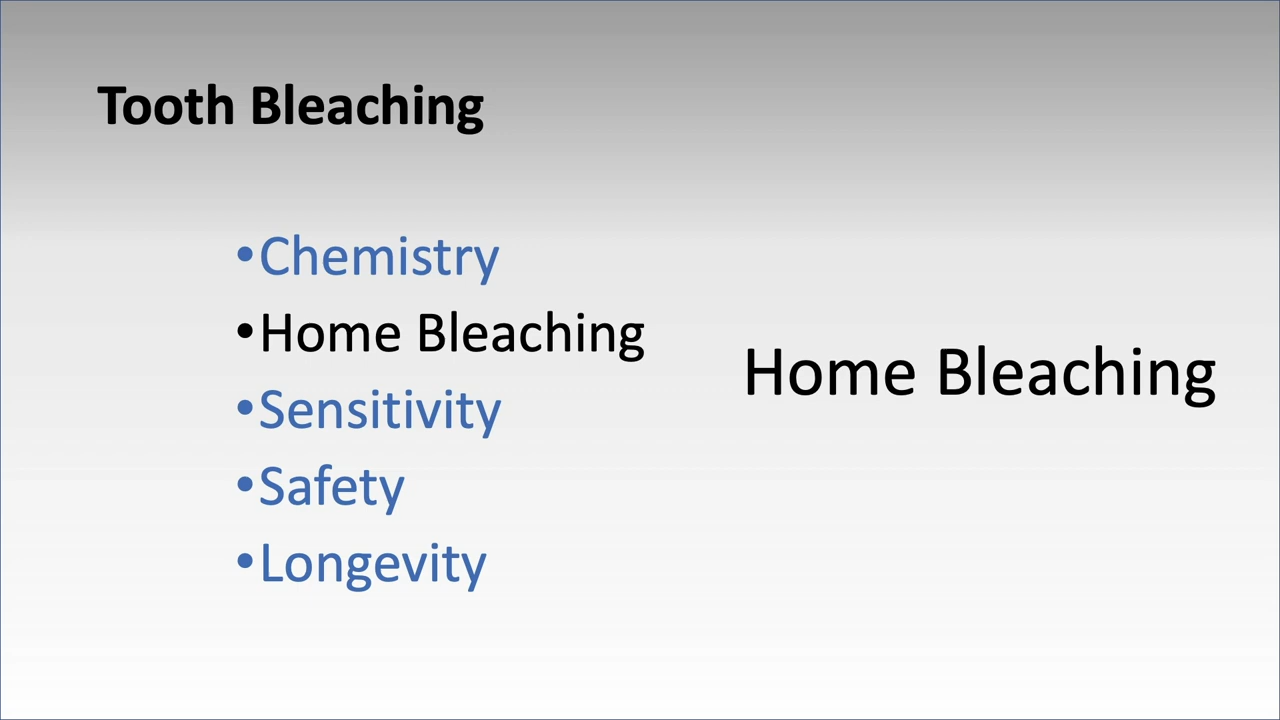 Tooth Bleaching
•Chemistry
•Home Bleaching
•Sensitivity
•Safety
•Longevity
Home Bleaching